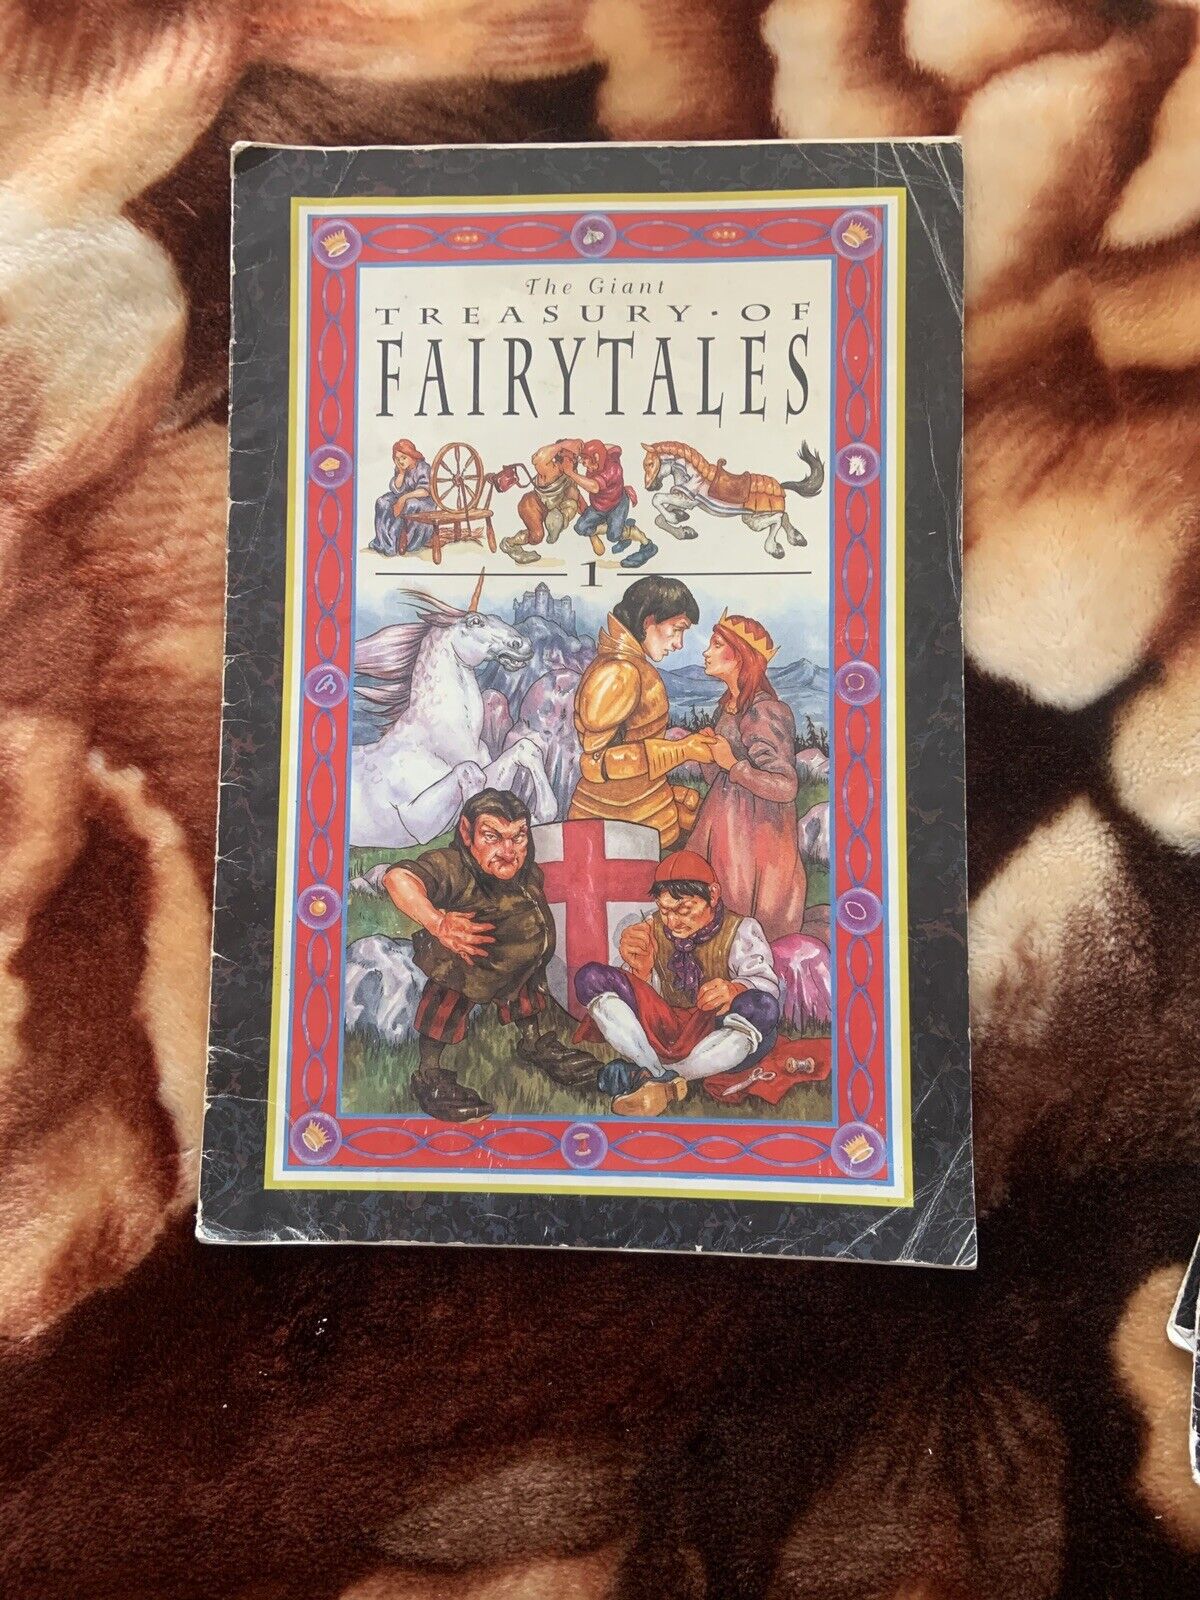 The Giant
TREASURY · OF
FAIRYTALES
1